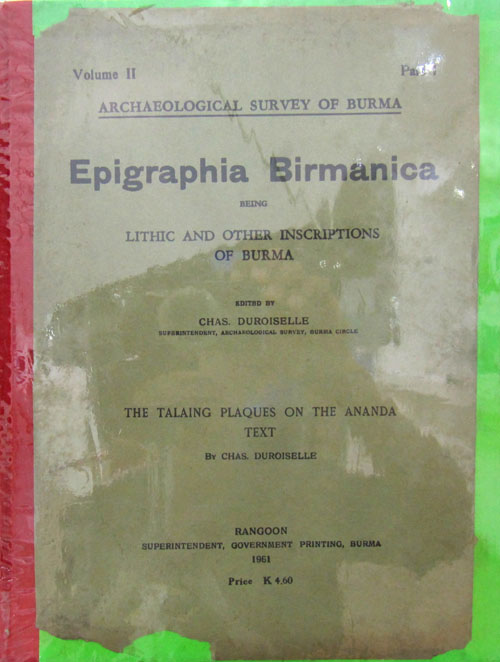 Volume II Part I
ARCHAEOLOGICAL SURVEY OF BURMA
Epigraphia Birmanica
BEING
LITHIC AND OTHER INSCRIPTIONS
OF BURMA
EDITED BY
CHAS. DUROISELLE
SUPERINTENDENT, ARCHAEOLOGICAL SURVEY, BURMA CIRCLE
THE TALAING PLAQUES ON THE ANANDA
TEXT
BY CHAS. DUROISELLE
RANGOON
SUPERINTENDENT, GOVERNMENT PRINTING, BURMA
1961
Price K 4.60